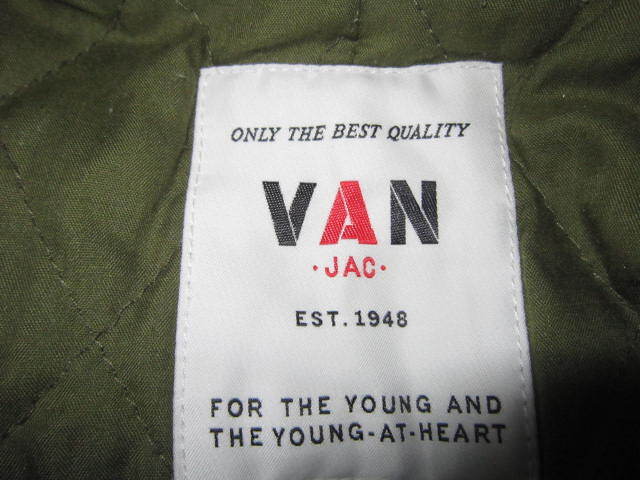 ONLY THE BEST QUALITY
VAN
·JAC·
EST. 1948
FOR THE YOUNG AND
THE YOUNG-AT-HEART